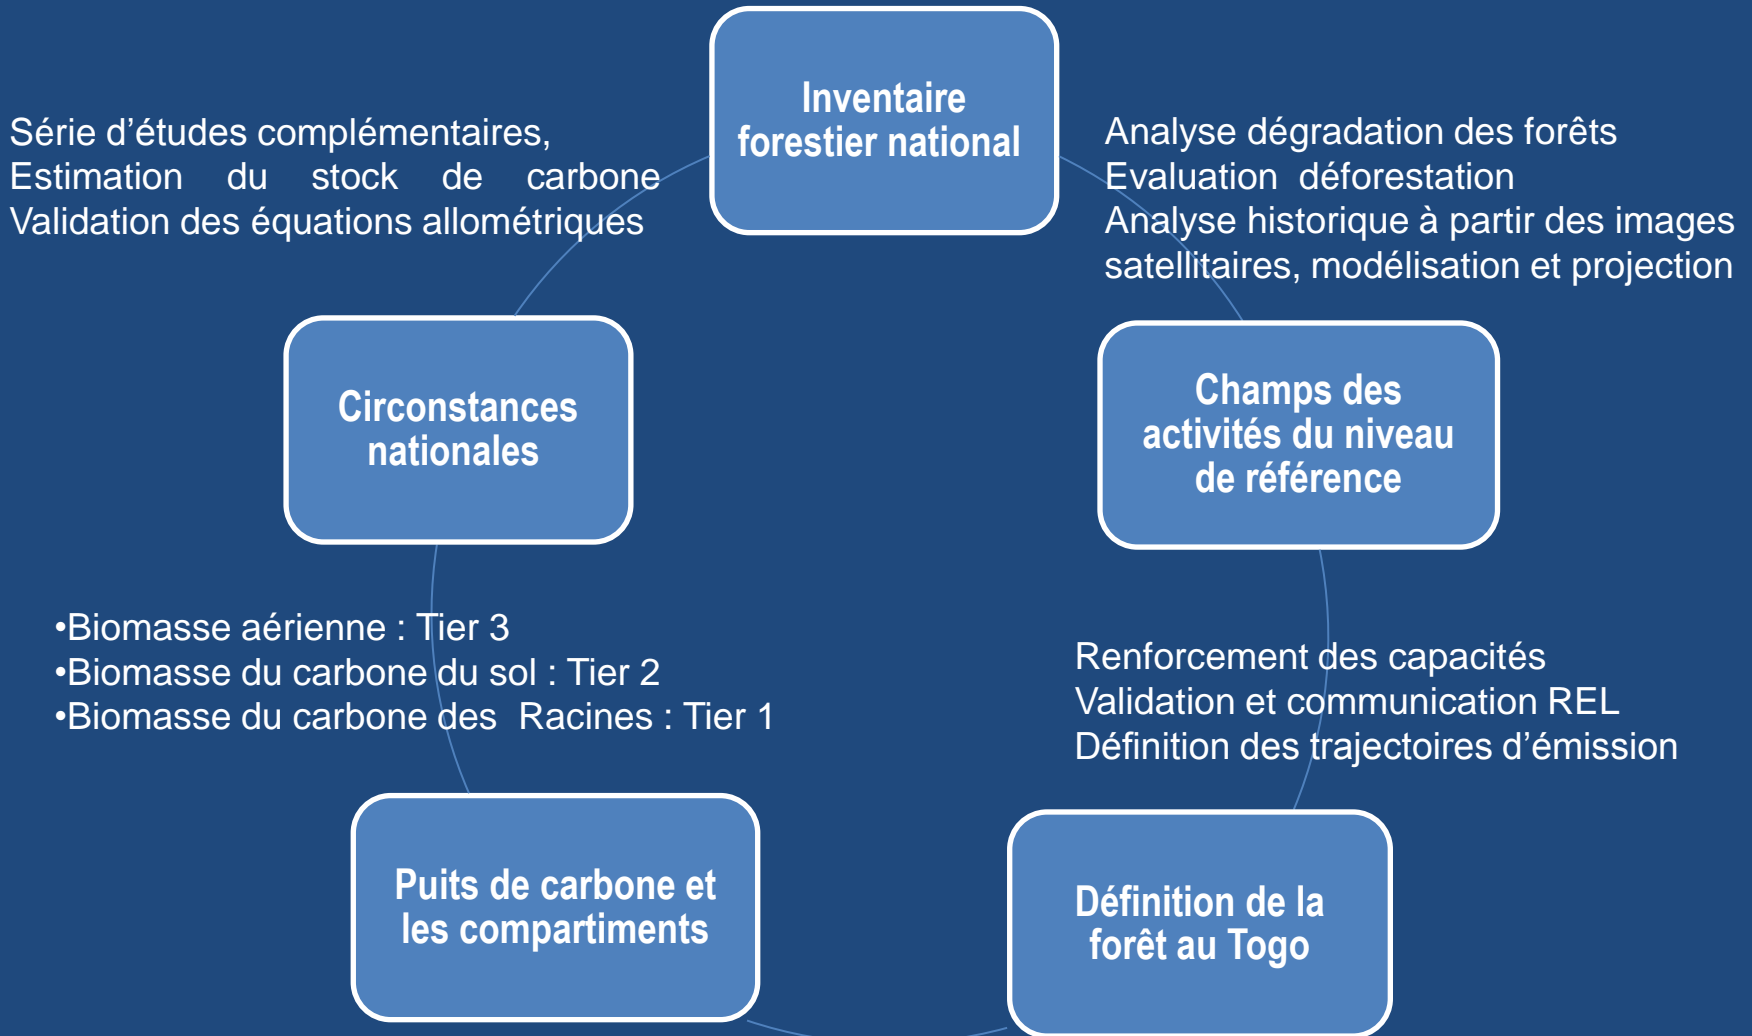 Inventaire
forestier national
Série d’études complémentaires,
Estimation du stock de carbone
Validation des équations allométriques
Analyse dégradation des forêts
Evaluation déforestation
Analyse historique à partir des images
satellitaires, modélisation et projection
Circonstances
nationales
Champs des
activités du niveau
de référence
•Biomasse aérienne : Tier 3
•Biomasse du carbone du sol : Tier 2
•Biomasse du carbone des Racines : Tier 1
Renforcement des capacités
Validation et communication REL
Définition des trajectoires d’émission
Puits de carbone et
les compartiments
Définition de la
forêt au Togo